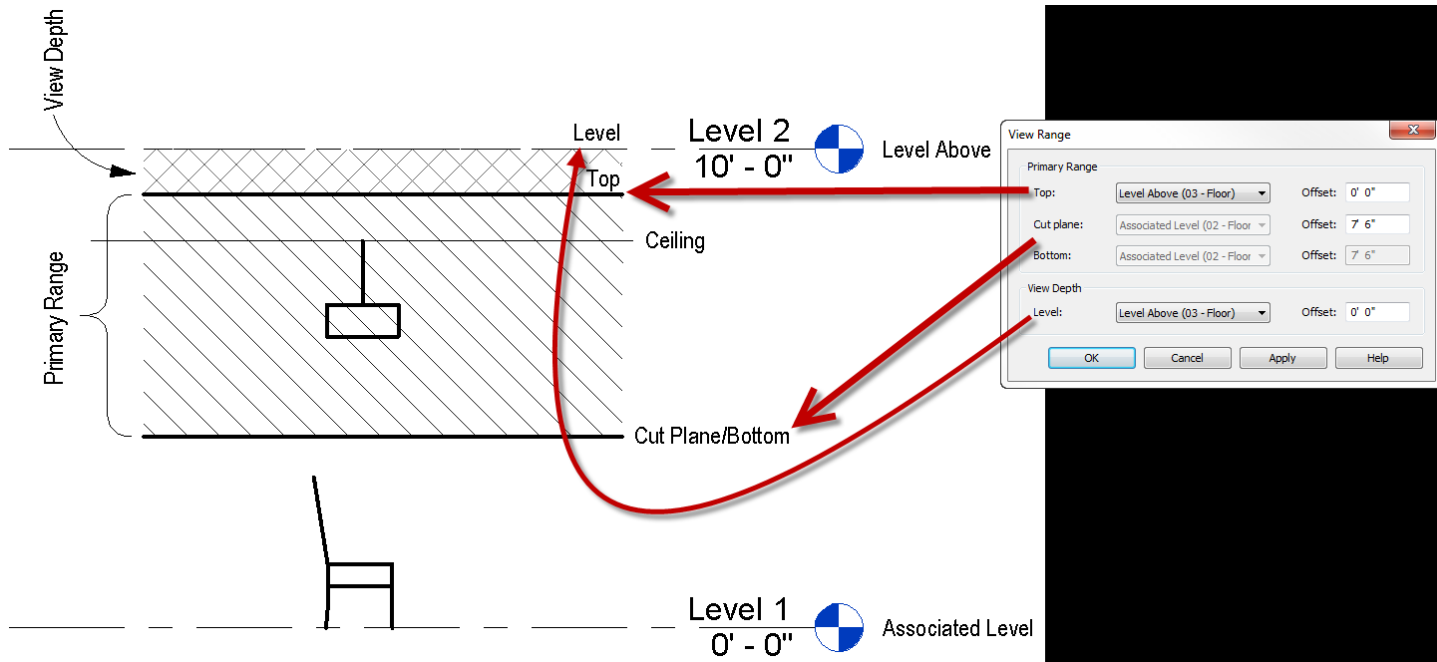 View Depth
Level
Level 2
10' - 0"
Level Above
Top
Ceiling
Primary Range
Cut Plane/Bottom
Level 1
0' - 0"
Associated Level
View Range
Primary Range
Top: Level Above (03 - Floor) Offset: 0' 0"
Cut plane: Associated Level (02 - Floor Offset: 7' 6"
Bottom: Associated Level (02 - Floor Offset: 7' 6"
View Depth
Level: Level Above (03 - Floor) Offset: 0' 0"
OK Cancel Apply Help